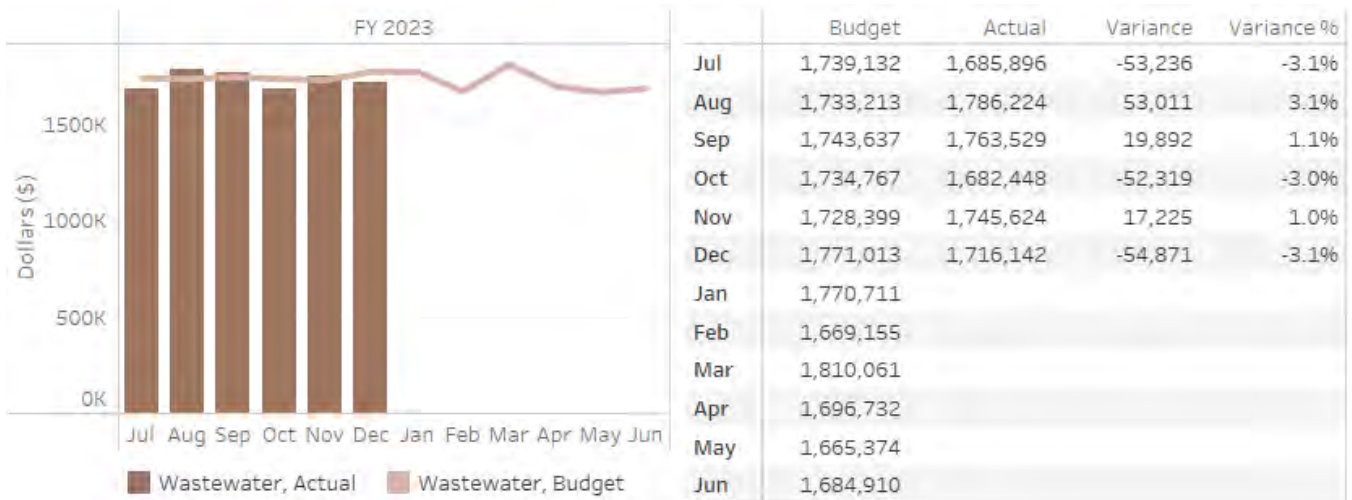 FY 2023
1500K
1000K
500K
0K
Dollars ($)
Jul Aug Sep Oct Nov Dec Jan Feb Mar Apr May Jun
Wastewater, Actual Wastewater, Budget
Budget Actual Variance Variance %
Jul 1,739,132 1,685,896 -53,236 -3.1%
Aug 1,733,213 1,786,224 53,011 3.1%
Sep 1,743,637 1,763,529 19,892 1.1%
Oct 1,734,767 1,682,448 -52,319 -3.0%
Nov 1,728,399 1,745,624 17,225 1.0%
Dec 1,771,013 1,716,142 -54,871 -3.1%
Jan 1,770,711
Feb 1,669,155
Mar 1,810,061
Apr 1,696,732
May 1,665,374
Jun 1,684,910